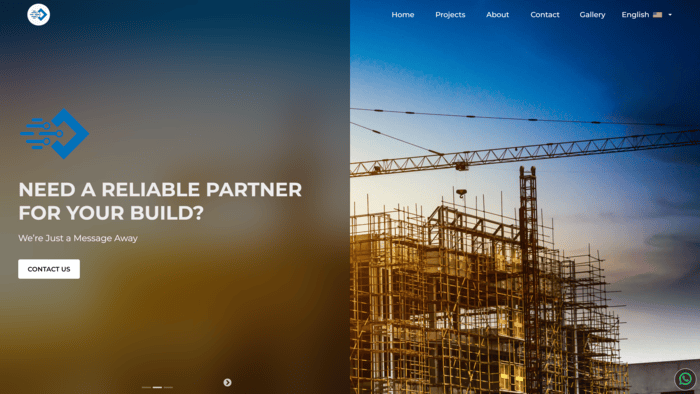 Home
Projects
About
Contact
Gallery
English
NEED A RELIABLE PARTNER
FOR YOUR BUILD?
We're Just a Message Away
CONTACT US